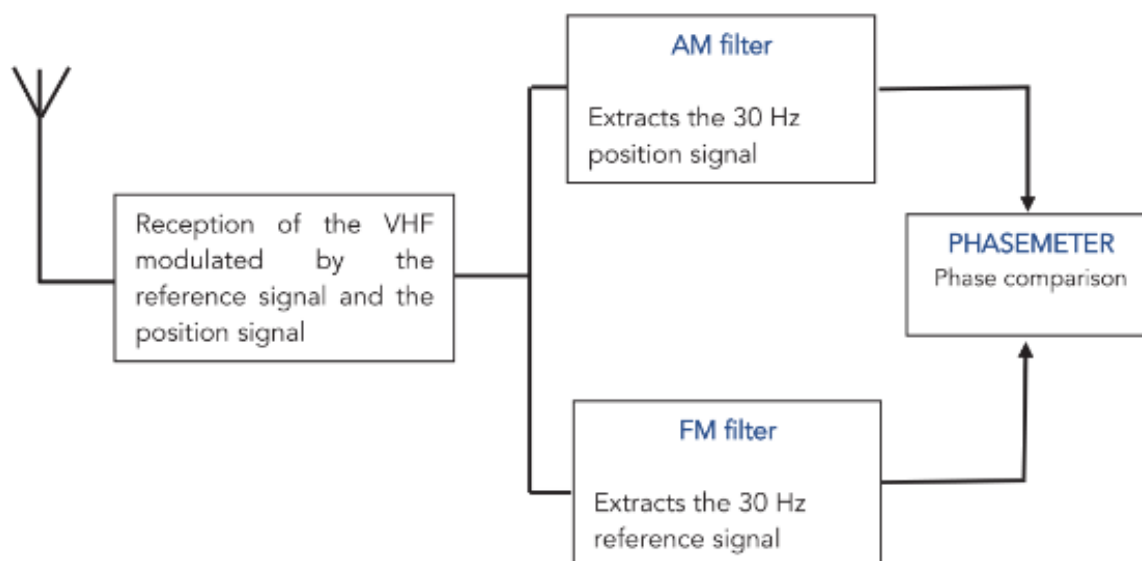 AM filter
Extracts the 30 Hz
position signal
Reception of the VHF
modulated by the
reference signal and the
position signal
PHASEMETER
Phase comparison
FM filter
Extracts the 30 Hz
reference signal